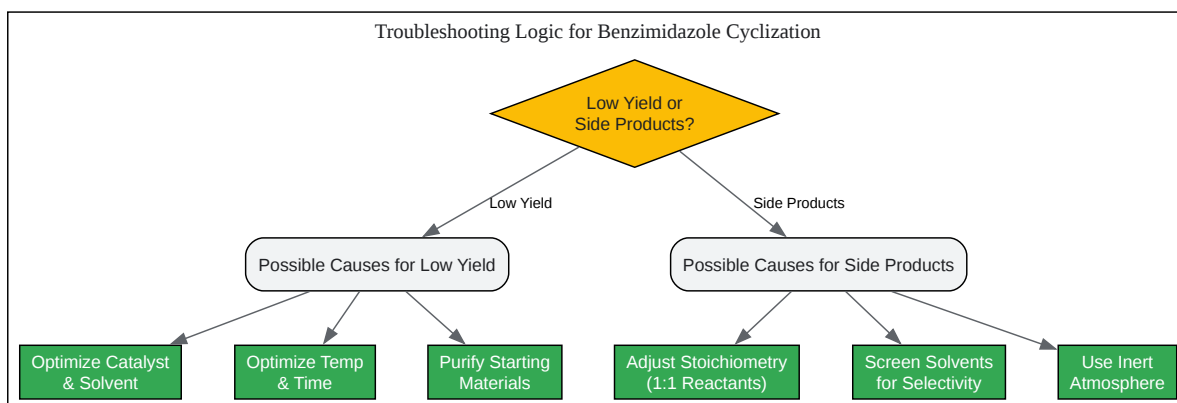 Troubleshooting Logic for Benzimidazole Cyclization
Low Yield or
Side Products?
Low Yield
Side Products
Possible Causes for Low Yield
Possible Causes for Side Products
Optimize Catalyst
& Solvent
Optimize Temp
& Time
Purify Starting
Materials
Adjust Stoichiometry
(1:1 Reactants)
Screen Solvents
for Selectivity
Use Inert
Atmosphere